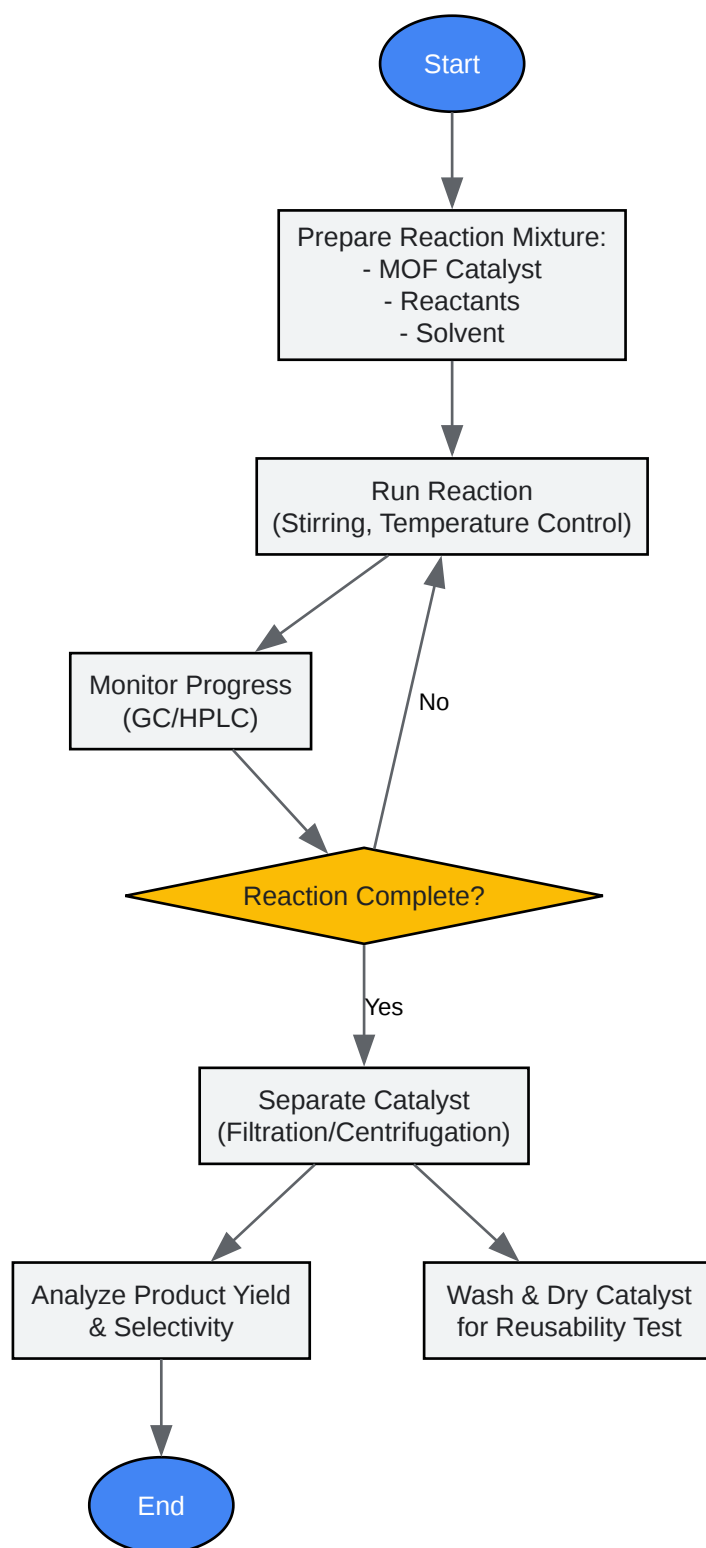 Start
Prepare Reaction Mixture:
- MOF Catalyst
- Reactants
- Solvent
Run Reaction
(Stirring, Temperature Control)
Monitor Progress
(GC/HPLC)
No
Reaction Complete?
Yes
Separate Catalyst
(Filtration/Centrifugation)
Analyze Product Yield
& Selectivity
Wash & Dry Catalyst
for Reusability Test
End